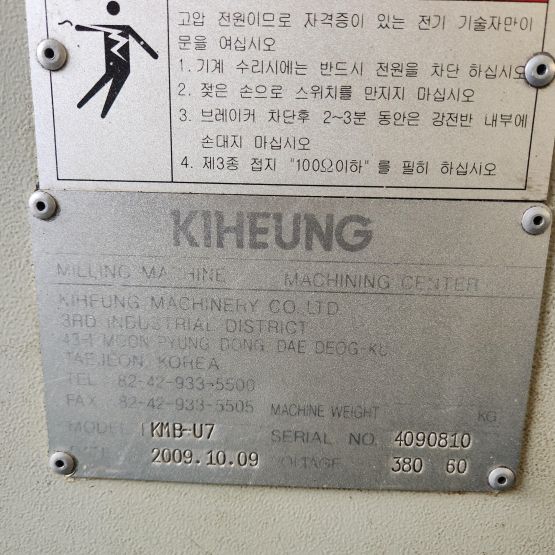 고압 전원이므로 자격증이 있는 전기 기술자만이
문을 여십시오
1. 기계 수리시에는 반드시 전원을 차단 하십시오
2. 젖은 손으로 스위치를 만지지 마십시오
3. 브레이커 차단후 2~3분 동안은 강전반 내부에
손대지 마십시오
4. 제3종 접지 "100Ω이하" 를 필히 하십시오
KIHEUNG
MILLING MACHINE MACHINING CENTER
KIHEUNG MACHINERY CO. LTD
3RD INDUSTRIAL DISTRICT
43-1 MOON PYUNG DONG, DAE DEOG-KU
TAEJEON, KOREA
TEL 82-42-933-5500
FAX 82-42-933-5505 MACHINE WEIGHT KG
MODEL KMB-U7 SERIAL NO. 4090810
DATE 2009.10.09 VOLTAGE 380 60